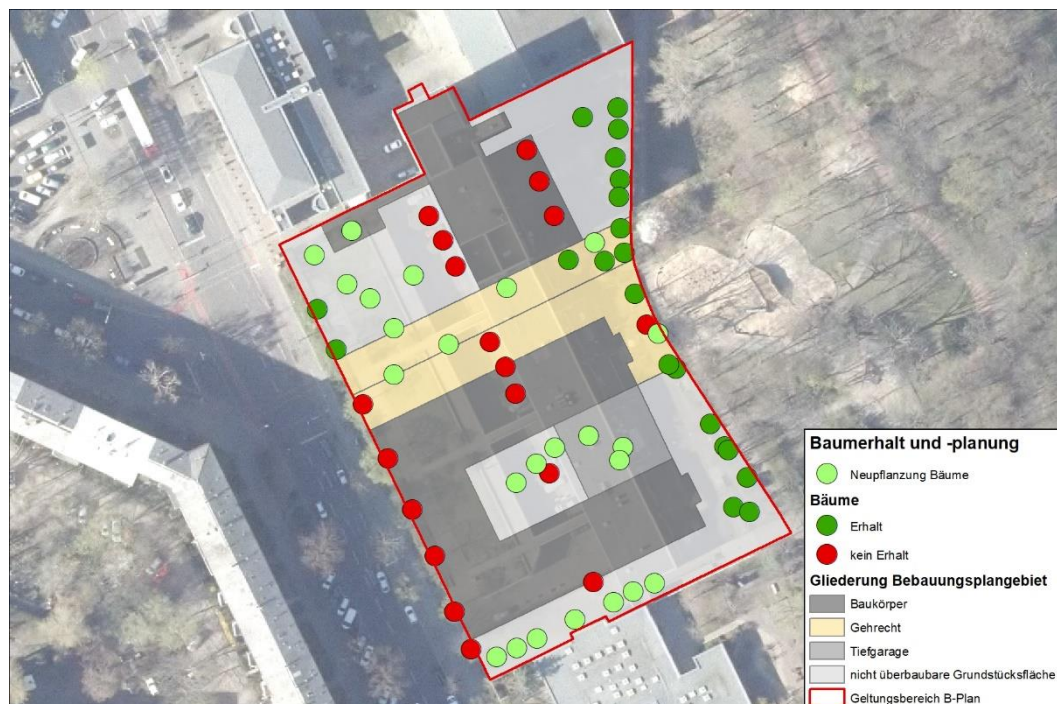 Baumerhalt und -planung
Neupflanzung Bäume
Bäume
Erhalt
kein Erhalt
Gliederung Bebauungsplangebiet
Baukörper
Gehrecht
Tiefgarage
nicht überbaubare Grundstücksfläche
Geltungsbereich B-Plan